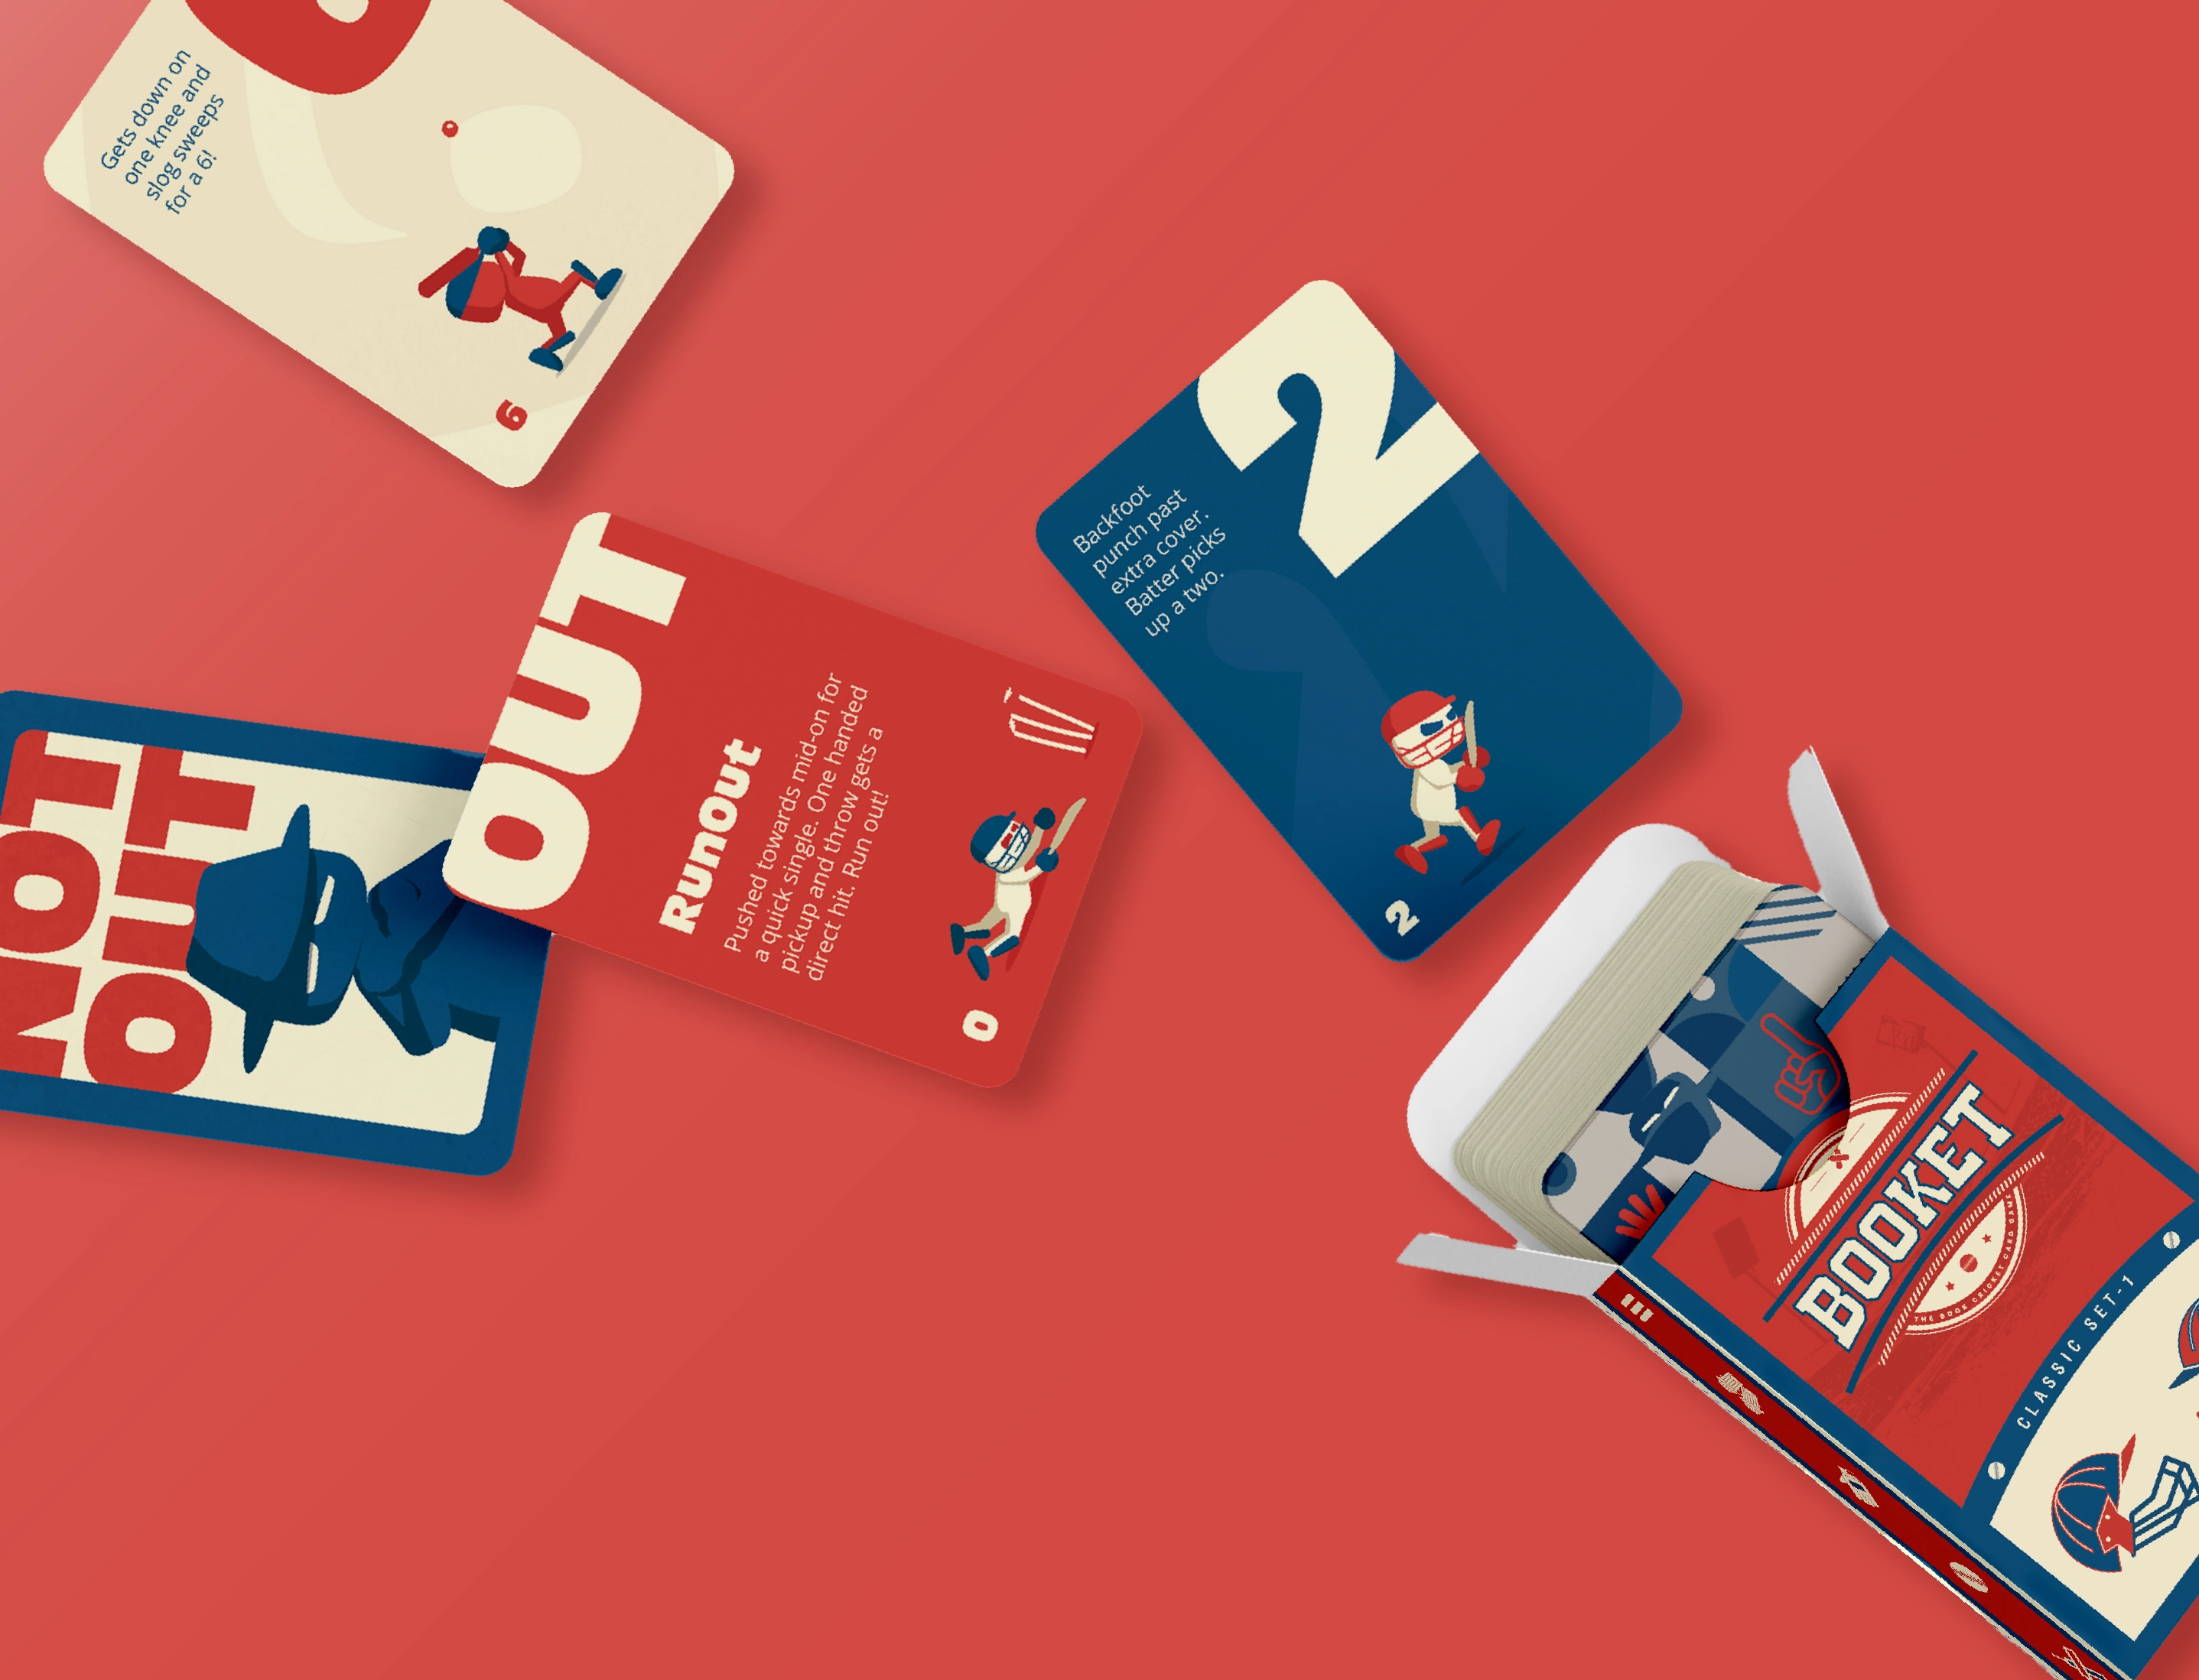 6
Gets down on
one knee and
slog sweeps
for a 6!
6
2
Backfoot
punch past
extra cover.
Batter picks
up a two.
2
OUT
Runout
Pushed towards mid-on for
a quick single. One handed
pickup and throw gets a
direct hit. Run out!
0
NOT
OUT
BOOKET
THE BOOK CRICKET CARD GAME
CLASSIC SET-1